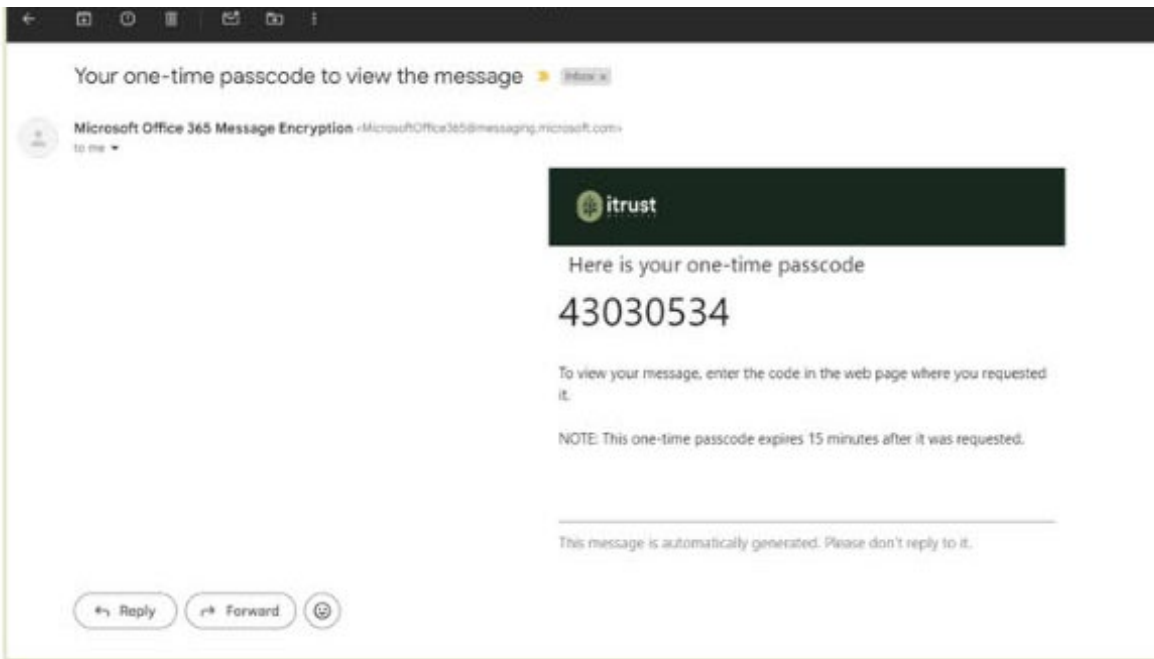 Your one-time passcode to view the message
Inbox x
Microsoft Office 365 Message Encryption <MicrosoftOffice365@messaging.microsoft.com>
to me
itrust
Here is your one-time passcode
43030534
To view your message, enter the code in the web page where you requested
it.
NOTE: This one-time passcode expires 15 minutes after it was requested.
This message is automatically generated. Please don't reply to it.
Reply
Forward